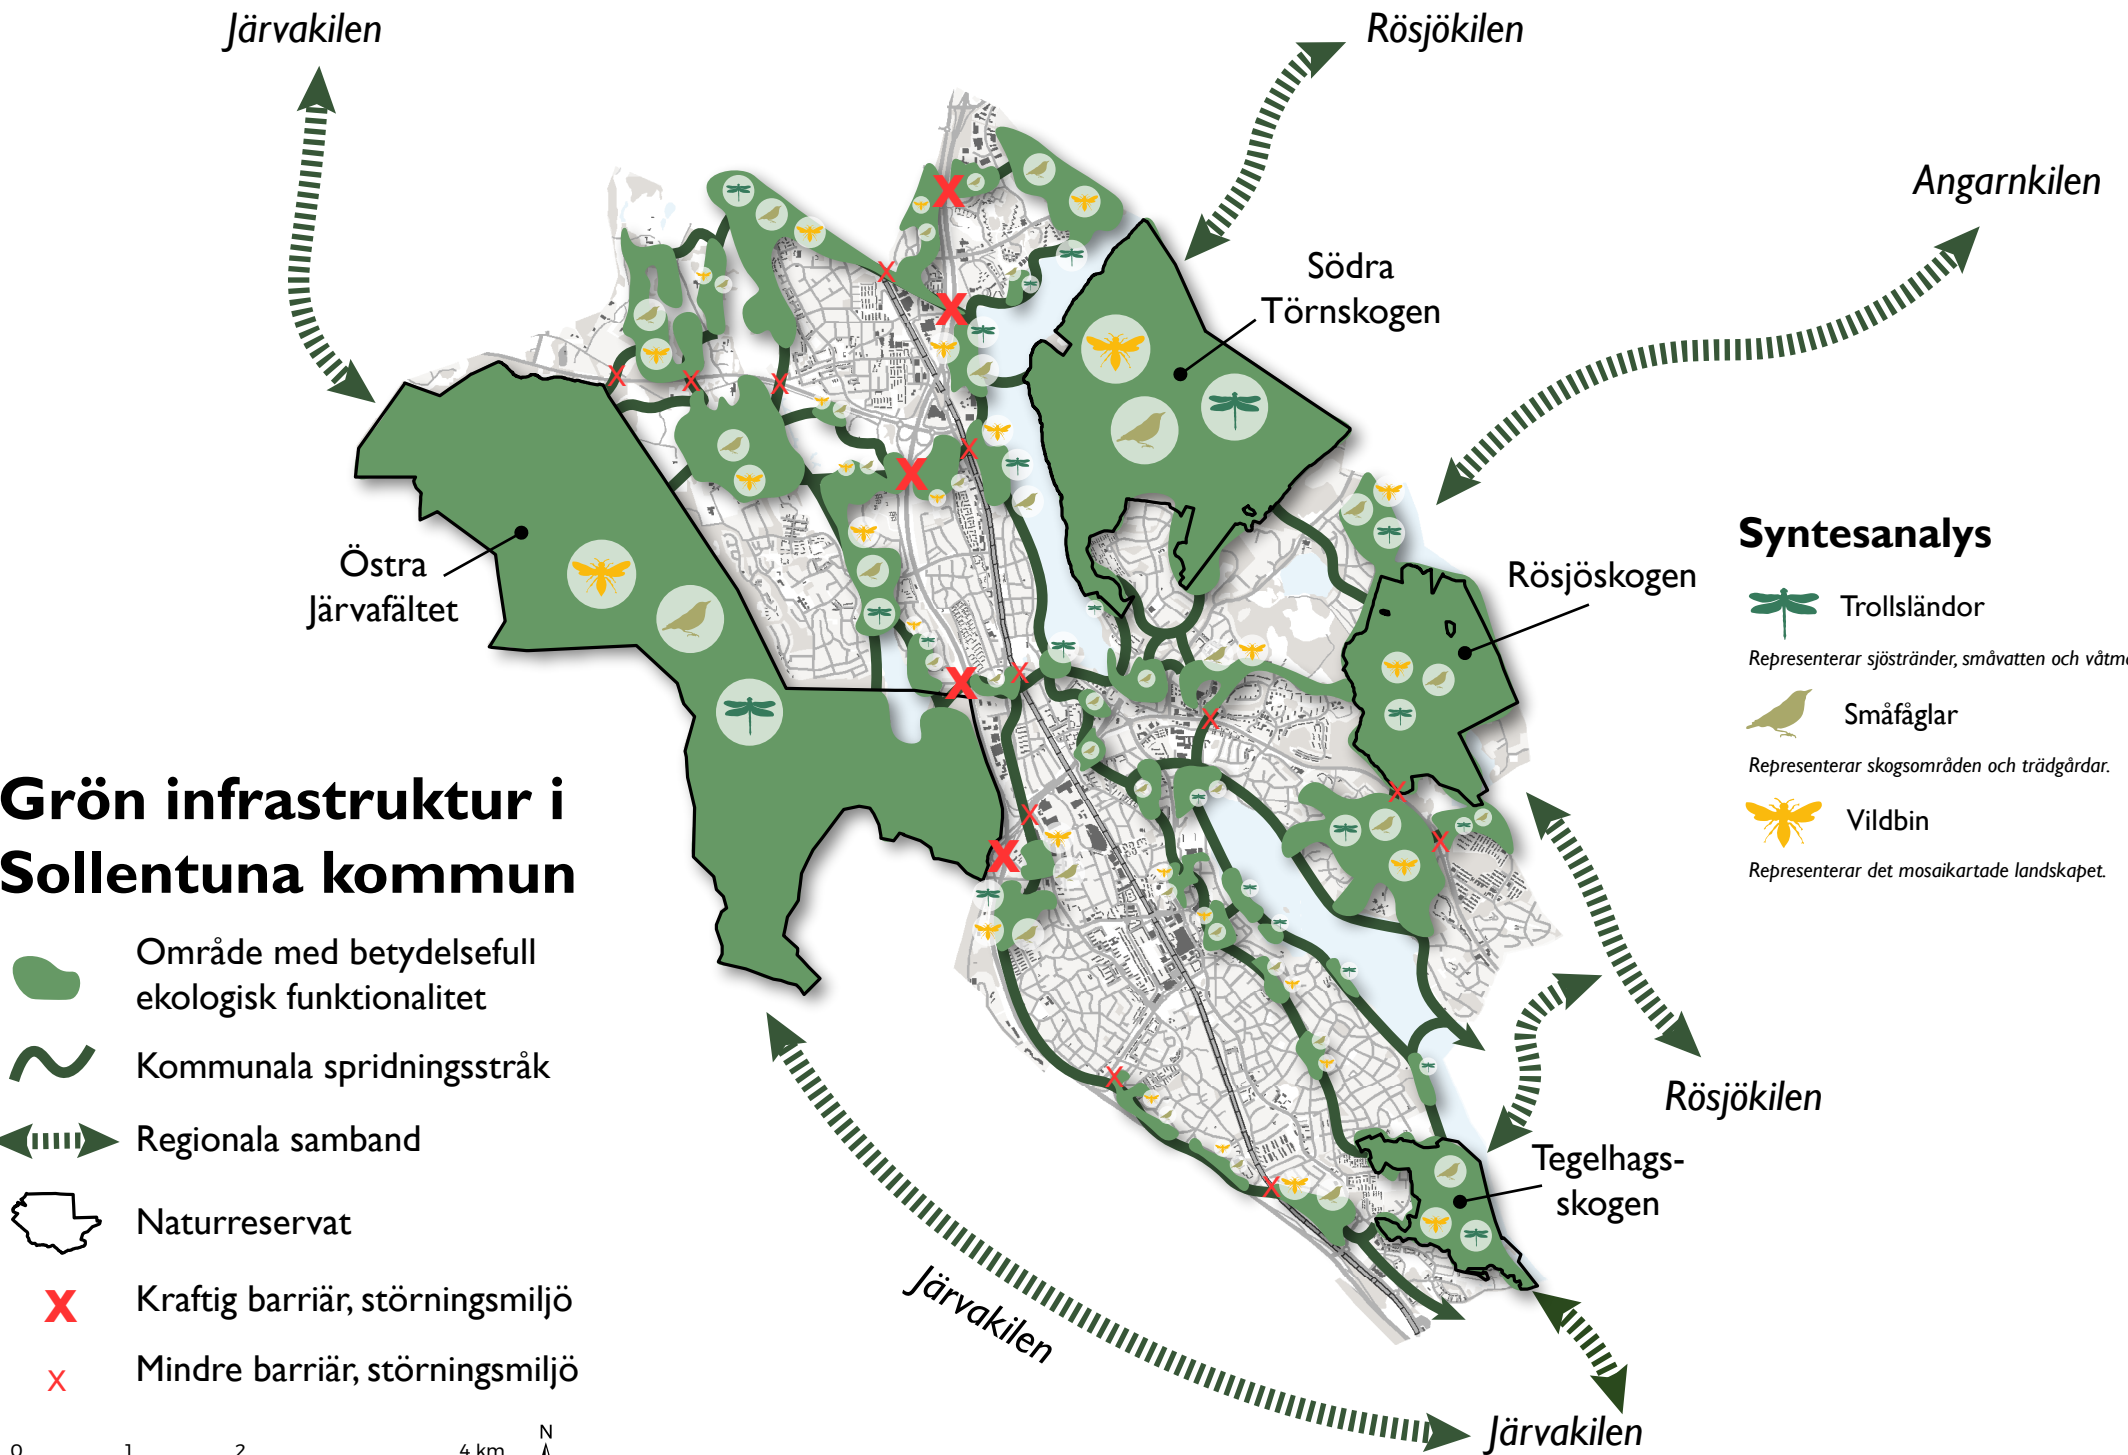 Järvakilen
Rösjökilen
Angarnkilen
Södra
Törnskogen
Östra
Järvafältet
Rösjöskogen
Syntesanalys
Trollsländor
Representerar sjöstränder, småvatten och våtm
Småfåglar
Representerar skogsområden och trädgårdar.
Vildbin
Representerar det mosaikartade landskapet.
Grön infrastruktur i
Sollentuna kommun
Område med betydelsefull
ekologisk funktionalitet
Kommunala spridningsstråk
Regionala samband
Naturreservat
X Kraftig barriär, störningsmiljö
x Mindre barriär, störningsmiljö
0 1 2 4 km
N
Rösjökilen
Tegelhags-
skogen
Järvakilen
Järvakilen